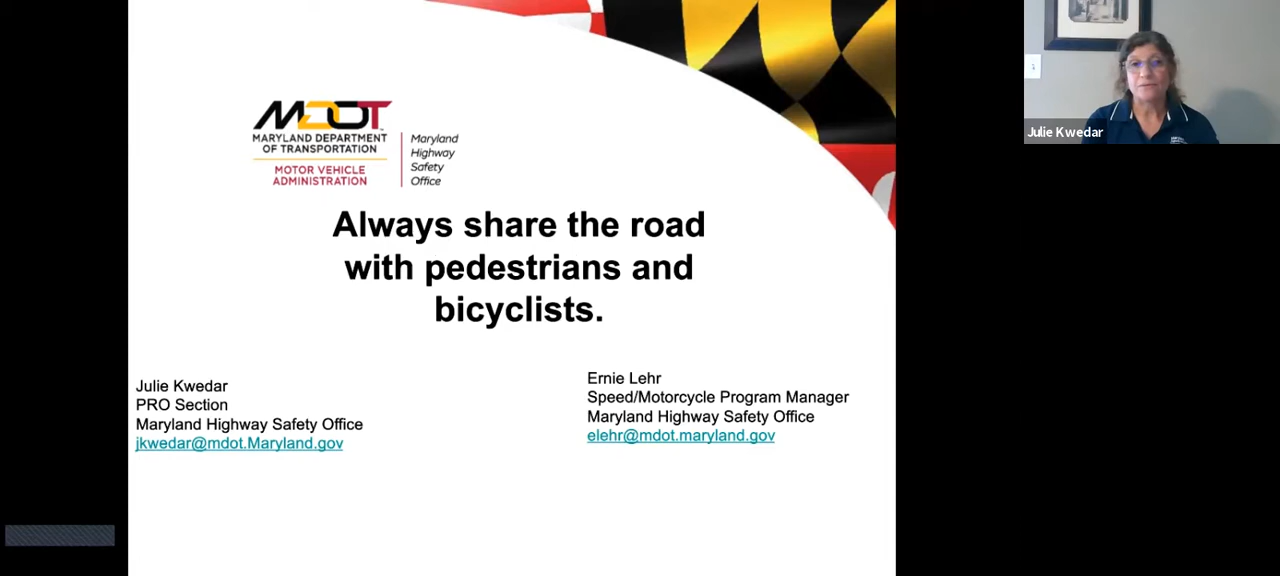 MDOT
MARYLAND DEPARTMENT
OF TRANSPORTATION
MOTOR VEHICLE
ADMINISTRATION
Maryland
Highway
Safety
Office
Always share the road
with pedestrians and
bicyclists.
Julie Kwedar
PRO Section
Maryland Highway Safety Office
jkwedar@mdot.Maryland.gov
Ernie Lehr
Speed/Motorcycle Program Manager
Maryland Highway Safety Office
elehr@mdot.maryland.gov
Julie Kwedar